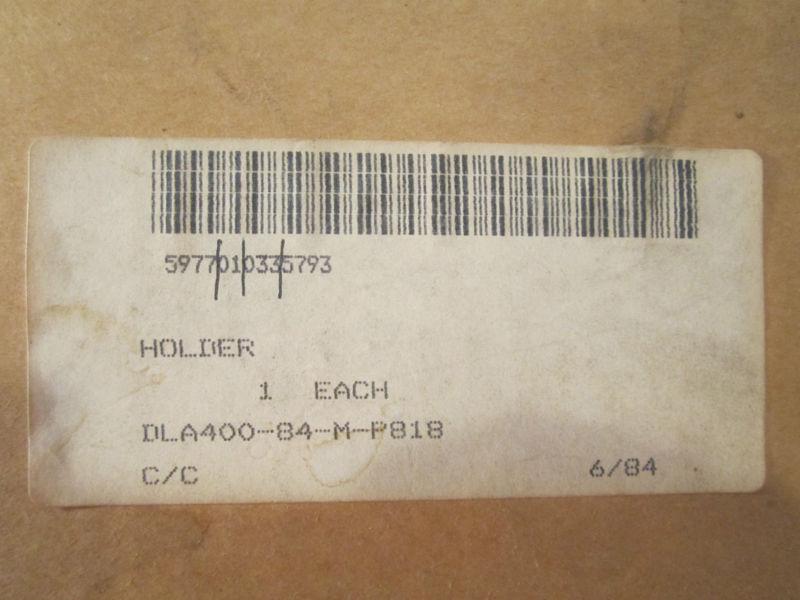 5977010335793
HOLDER
1 EACH
DLA400-84-M-P818
C/C 6/84